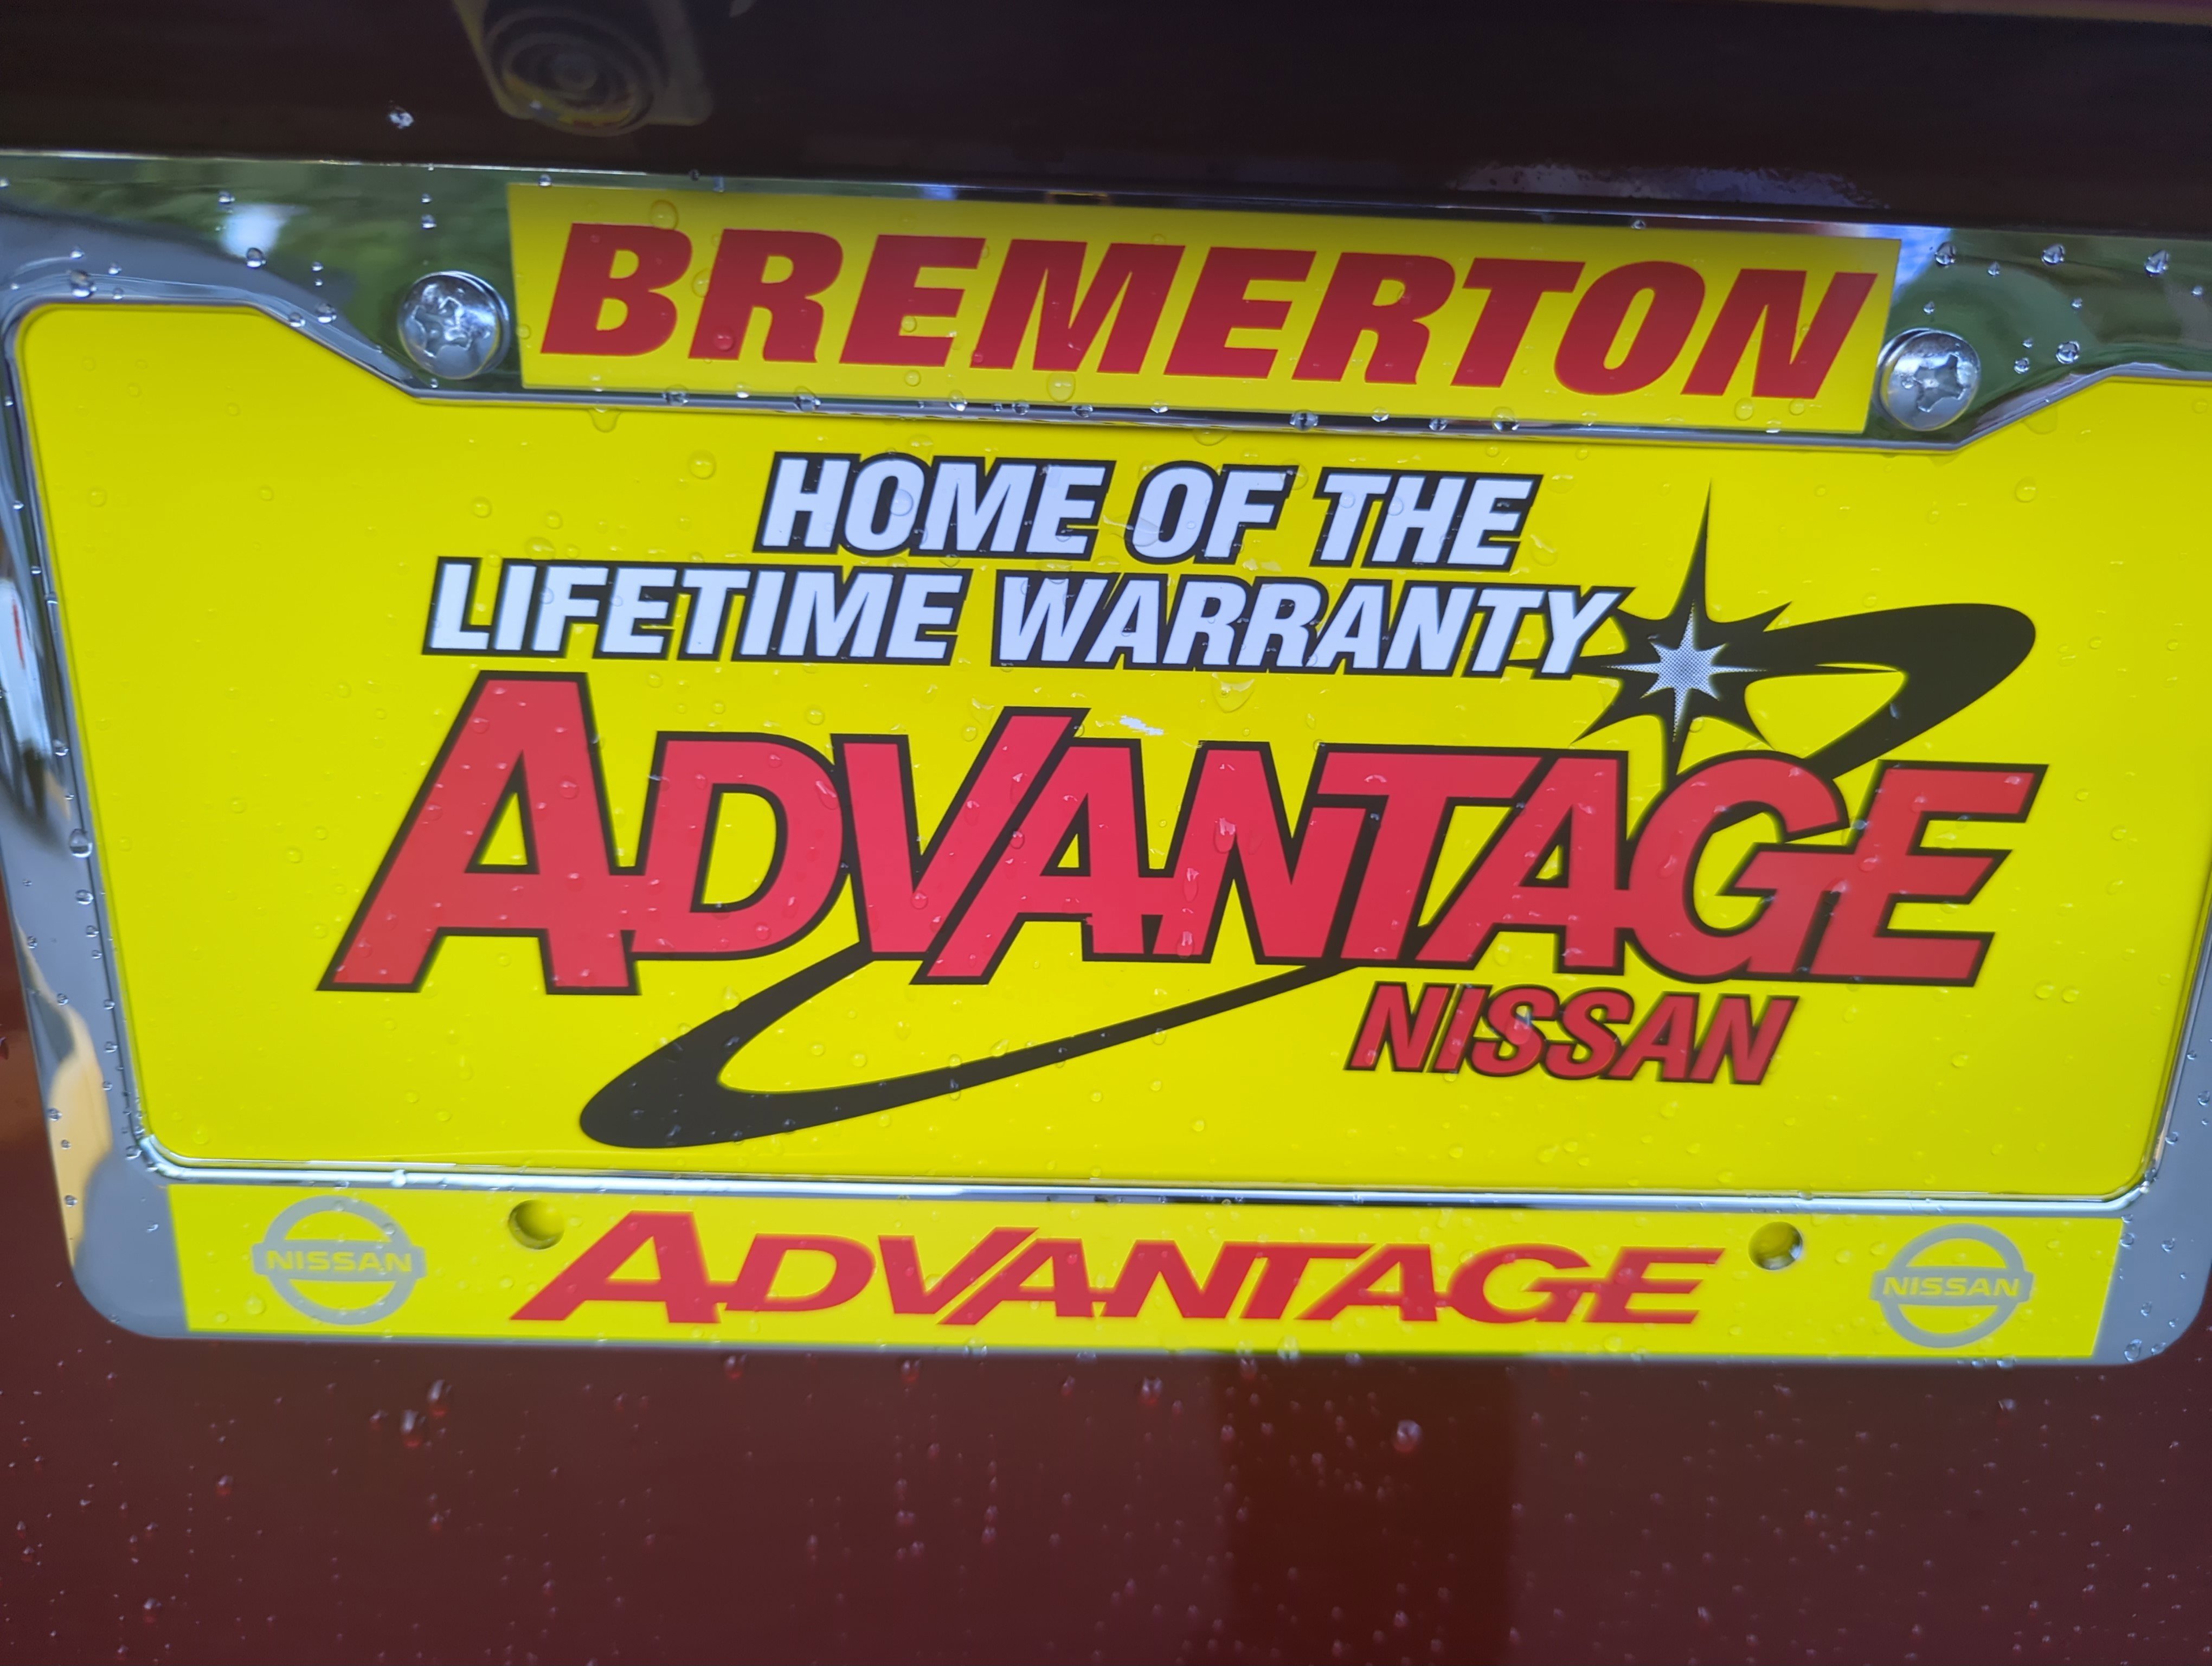 BREMERTON
HOME OF THE
LIFETIME WARRANTY
ADVANTAGE
NISSAN
NISSAN ADVANTAGE NISSAN